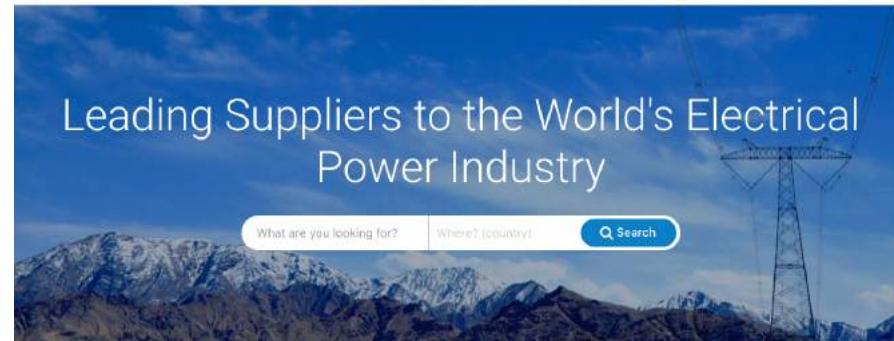 Leading Suppliers to the World's Electrical
Power Industry
What are you looking for?
Where? (country)
Search